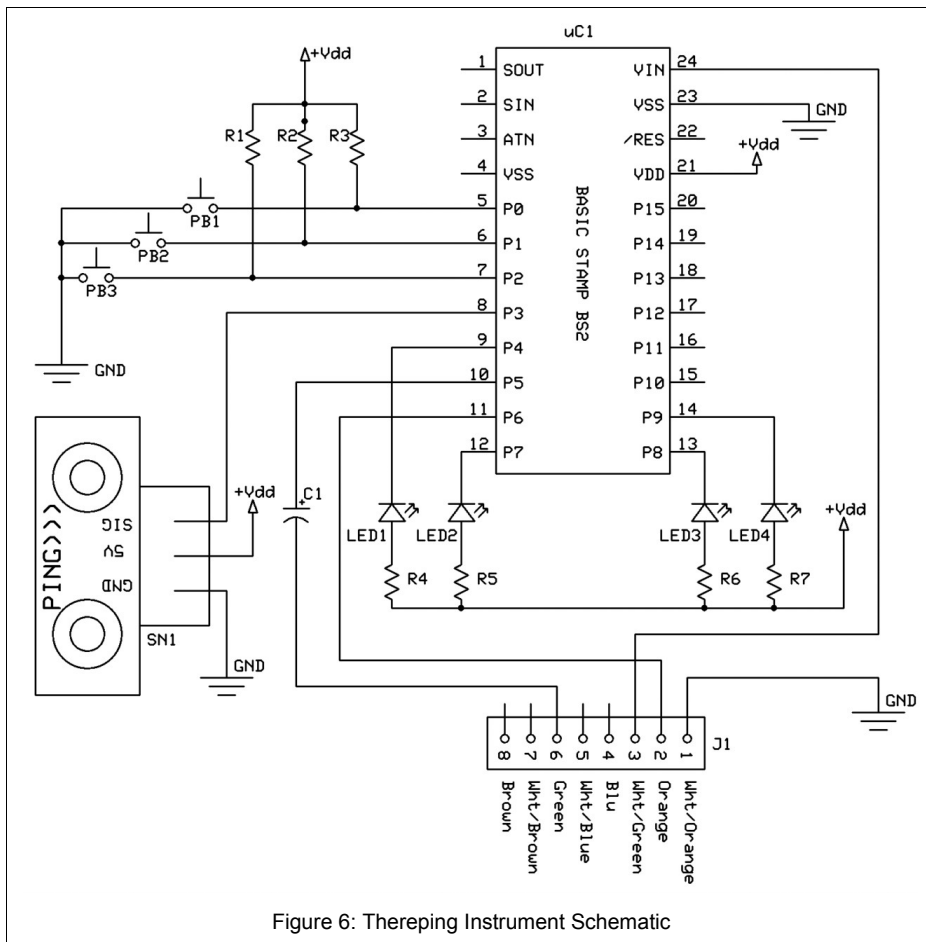 uC1
+Vdd
1 SOUT VIN 24
2 SIN VSS 23
GND
3 ATN /RES 22
+Vdd
4 VSS VDD 21
R1 R2 R3
5 P0 P15 20
PB1
6 P1 P14 19
PB2
7 P2 P13 18
PB3
8 P3 P12 17
9 P4 P11 16
10 P5 P10 15
11 P6 P9 14
12 P7 P8 13
BASIC STAMP BS2
GND
PING>>>
SIG
5V
GND
SN1
+Vdd
GND
C1
LED1 LED2 LED3 LED4
+Vdd
R4 R5 R6 R7
GND
J1
8 7 6 5 4 3 2 1
Brown
Wht/Brown
Green
Wht/Blue
Blu
Wht/Green
Orange
Wht/Orange
Figure 6: Thereping Instrument Schematic